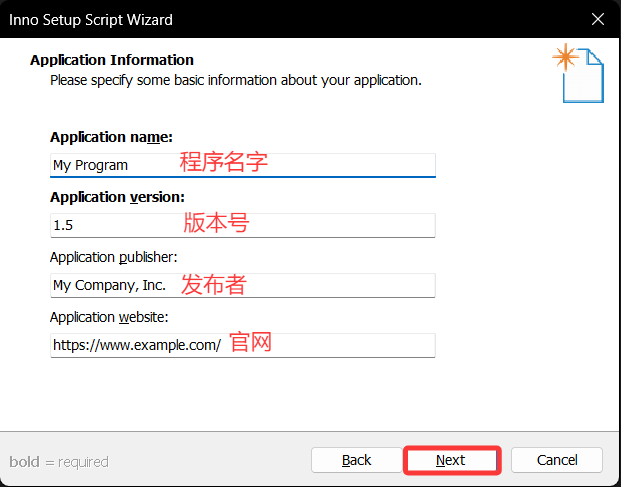 Inno Setup Script Wizard
Application Information
Please specify some basic information about your application.
Application name:
My Program 程序名字
Application version:
1.5 版本号
Application publisher:
My Company, Inc. 发布者
Application website:
https://www.example.com/ 官网
bold = required
Back Next Cancel